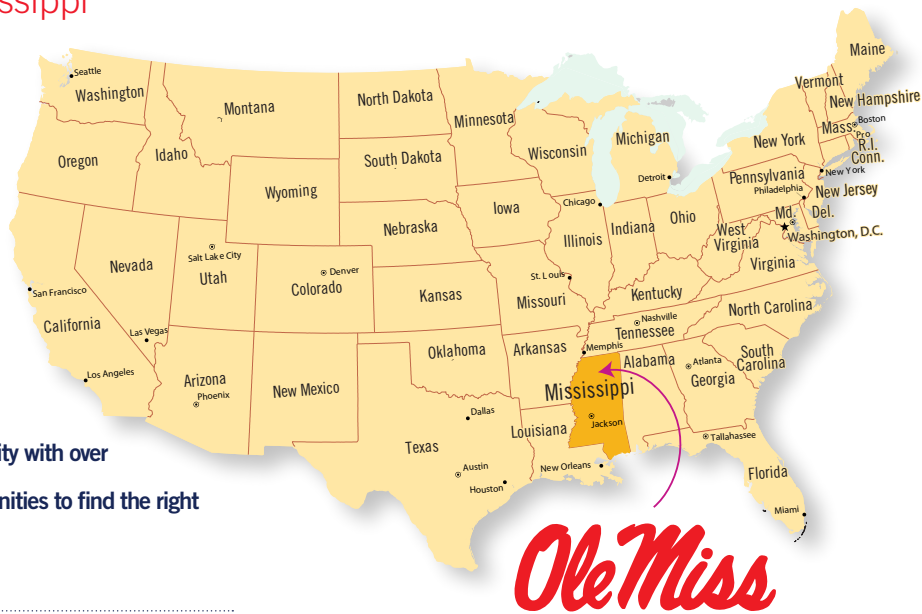 ssippi
Seattle
Washington
Montana
North Dakota
Minnesota
Maine
Vermont
New Hampshire
Oregon
Idaho
South Dakota
Wisconsin
Michigan
New York
Mass.
Boston
Pro
R.I.
Conn.
Wyoming
Detroit
Pennsylvania
New York
Philadelphia
New Jersey
Nebraska
Iowa
Chicago
Illinois
Indiana
Ohio
Md.
Del.
West
Virginia
Washington, D.C.
Nevada
Salt Lake City
Utah
Denver
Colorado
Kansas
St. Louis
Missouri
Kentucky
Virginia
San Francisco
California
Las Vegas
Nashville
Tennessee
North Carolina
Los Angeles
Arizona
Phoenix
New Mexico
Oklahoma
Arkansas
Memphis
Alabama
Atlanta
Georgia
South
Carolina
Mississippi
Dallas
Texas
Louisiana
Jackson
Tallahassee
Austin
Houston
New Orleans
Florida
Miami
ity with over
nities to find the right
Ole Miss